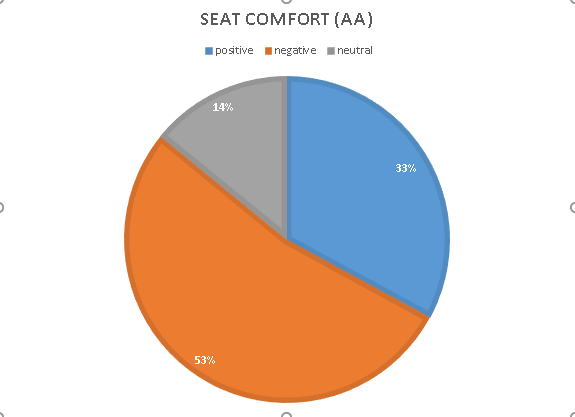 SEAT COMFORT (AA)
positive negative neutral
14%
33%
53%